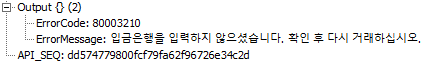 Output {} (2)
ErrorCode: 80003210
ErrorMessage: 입금은행을 입력하지 않으셨습니다. 확인 후 다시 거래하십시오.
API_SEQ: dd574779800fcf79fa62f96726e34c2d